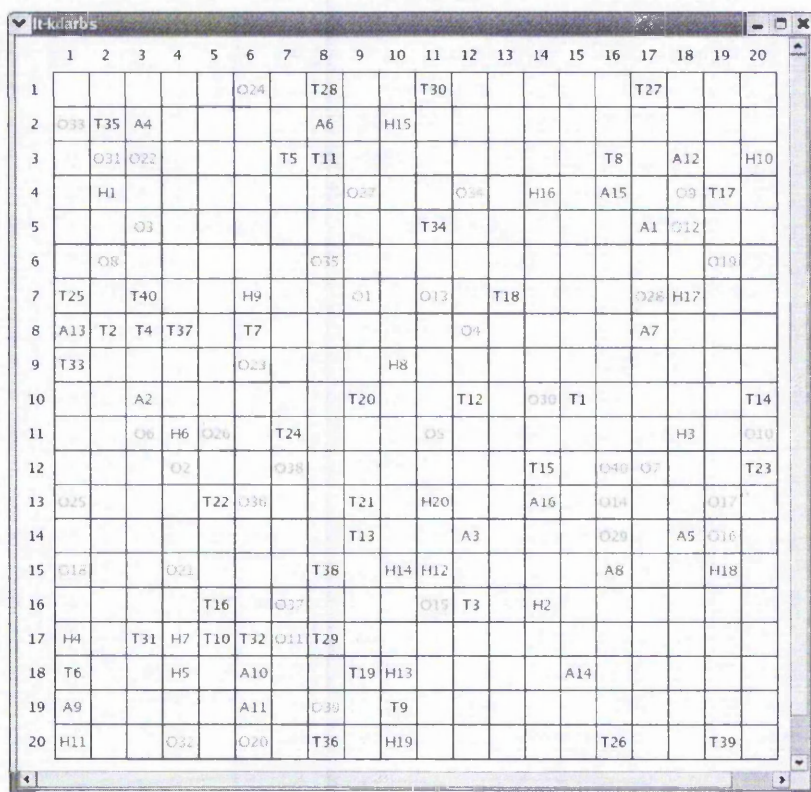 lt-kdarbs
1 2 3 4 5 6 7 8 9 10 11 12 13 14 15 16 17 18 19 20
1 O24 T28 T30 T27
2 O33 T35 A4 A6 H15
3 O31 O22 T5 T11 T8 A12 H10
4 H1 O34 H16 A15 O9 T17
5 O3 T34 A1 O12
6 O8 O35 O19
7 T25 T40 H9 O1 O13 T18 O28 H17
8 A13 T2 T4 T37 T7 O4 A7
9 T33 O23 H8
10 A2 T20 T12 O30 T1 T14
11 O6 H6 O26 T24 O5 H3 O10
12 O2 O38 T15 O40 O7 T23
13 O25 T22 O36 T21 H20 A16 O14 O17
14 T13 A3 O29 A5 O16
15 O18 O21 T38 H14 H12 A8 H18
16 T16 O37 O15 T3 H2
17 H4 T31 H7 T10 T32 O11 T29
18 T6 H5 A10 T19 H13 A14
19 A9 A11 O39 T9
20 H11 O32 O20 T36 H19 T26 T39